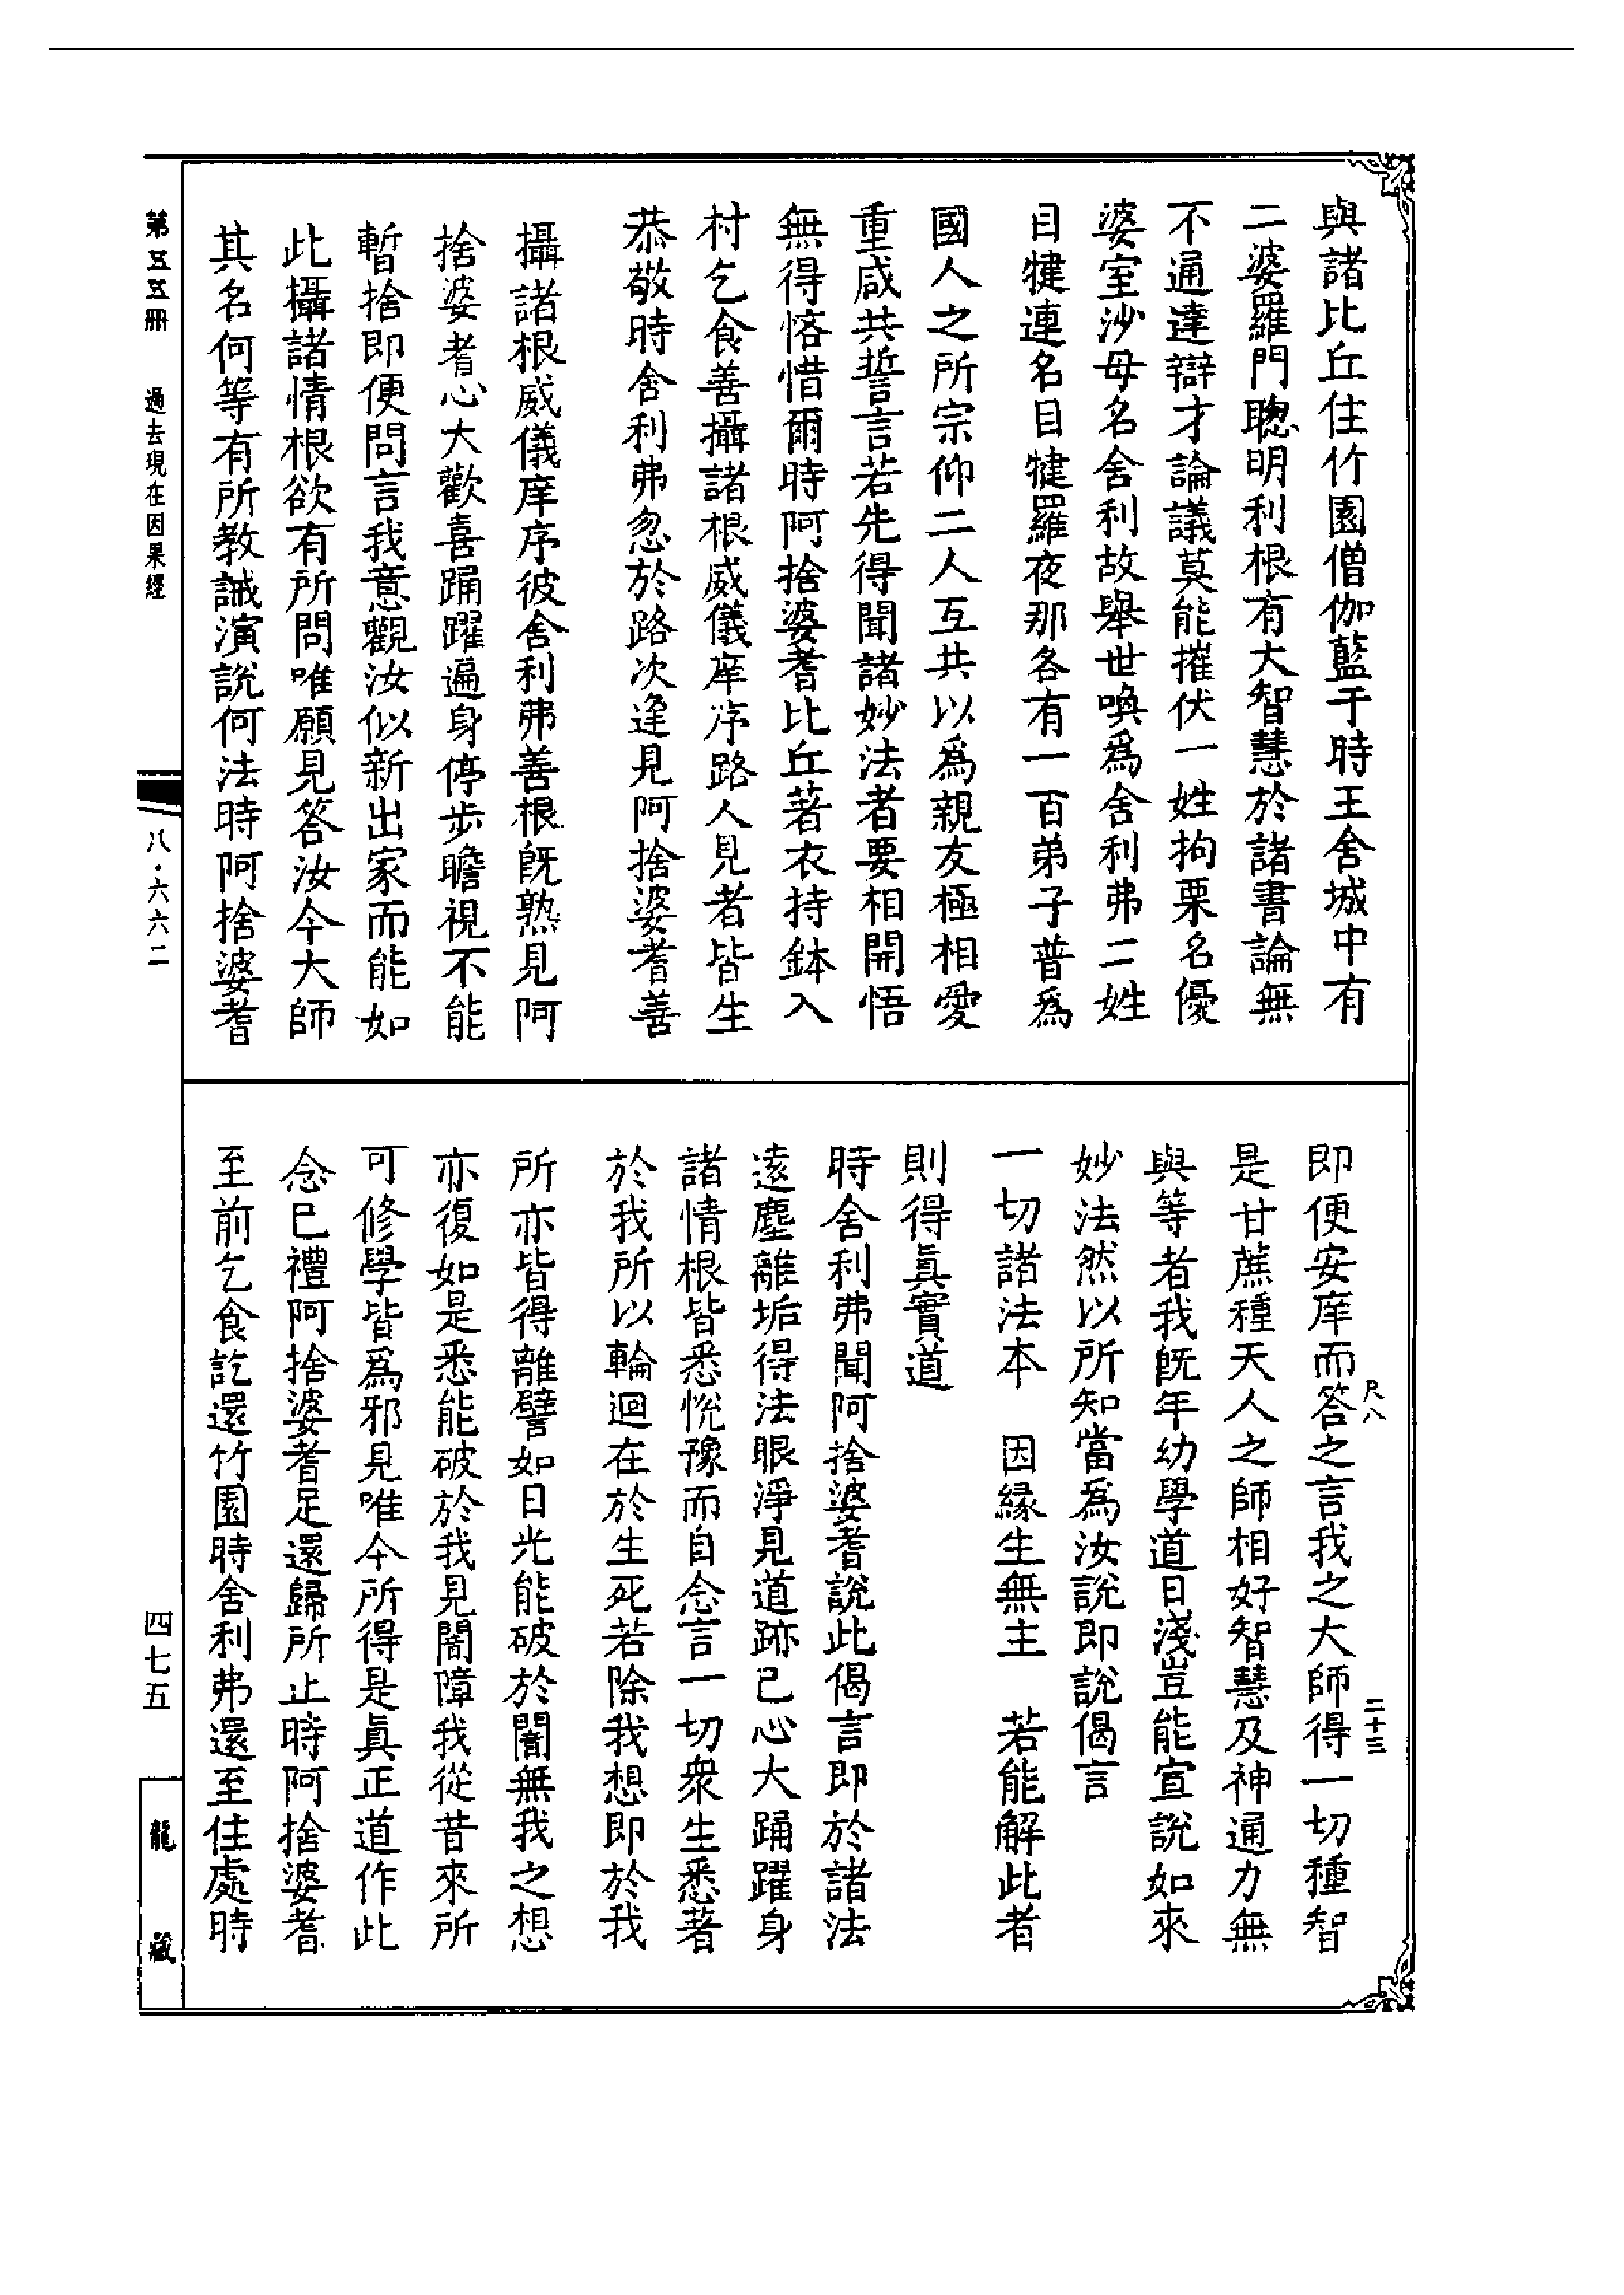 與諸比丘住竹園僧伽藍于時王舍城中有
二婆羅門聰明利根有大智慧於諸書論無
不通達辯才論議莫能摧伏一姓拘栗名優
婆室沙母名舍利故舉世喚爲舍利弗二姓
目犍連名目犍羅夜那各有一百弟子普爲
國人之所宗仰二人互共以爲親友極相愛
重咸共誓言若先得聞諸妙法者要相開悟
無得悋惜爾時阿捨婆耆比丘著衣持鉢入
村乞食善攝諸根威儀庠序路人見者皆生
恭敬時舍利弗忽於路次逢見阿捨婆耆善
攝諸根威儀庠序彼舍利弗善根旣熟見阿
捨婆耆心大歡喜踊躍遍身停步瞻視不能
暫捨即便問言我意觀汝似新出家而能如
此攝諸情根欲有所問唯願見答汝今大師
其名何等有所教誡演說何法時阿捨婆耆
即便安庠而答之言我之大師得一切種智
是甘蔗種天人之師相好智慧及神通力無
與等者我旣年幼學道日淺豈能宣說如來
妙法然以所知當爲汝說即說偈言
一切諸法本　因緣生無主　若能解此者
則得眞實道
時舍利弗聞阿捨婆耆說此偈言即於諸法
遠塵離垢得法眼淨見道跡已心大踊躍身
諸情根皆悉悅豫而自念言一切衆生悉著
於我所以輪迴在於生死若除我想即於我
所亦皆得離譬如日光能破於闇無我之想
亦復如是悉能破於我見闇障我從昔來所
可修學皆爲邪見唯今所得是眞正道作此
念已禮阿捨婆耆足還歸所止時阿捨婆耆
至前乞食訖還竹園時舍利弗還至住處時
尺八
二十三
第五五冊
過去現在因果經
八·六六二
四七五
龍藏